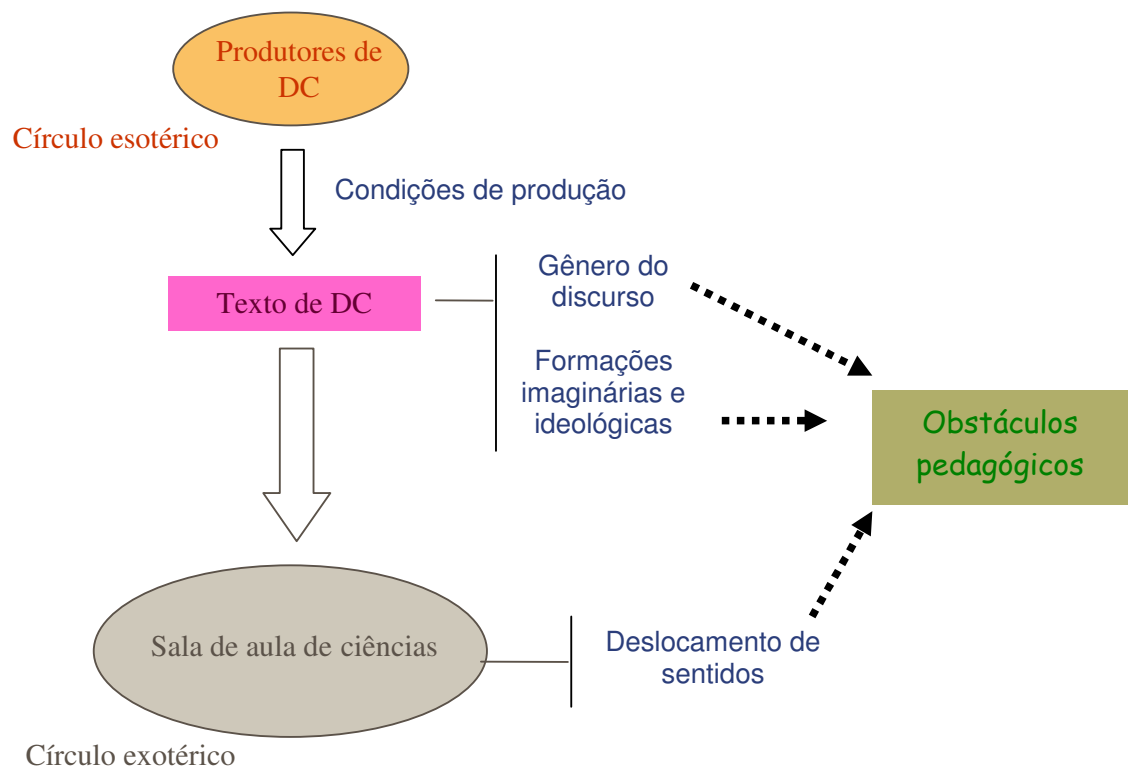 Produtores de
DC
Círculo esotérico
Condições de produção
Gênero do
discurso
Texto de DC
Formações
imaginárias e
ideológicas
Obstáculos
pedagógicos
Sala de aula de ciências
Deslocamento de
sentidos
Círculo exotérico